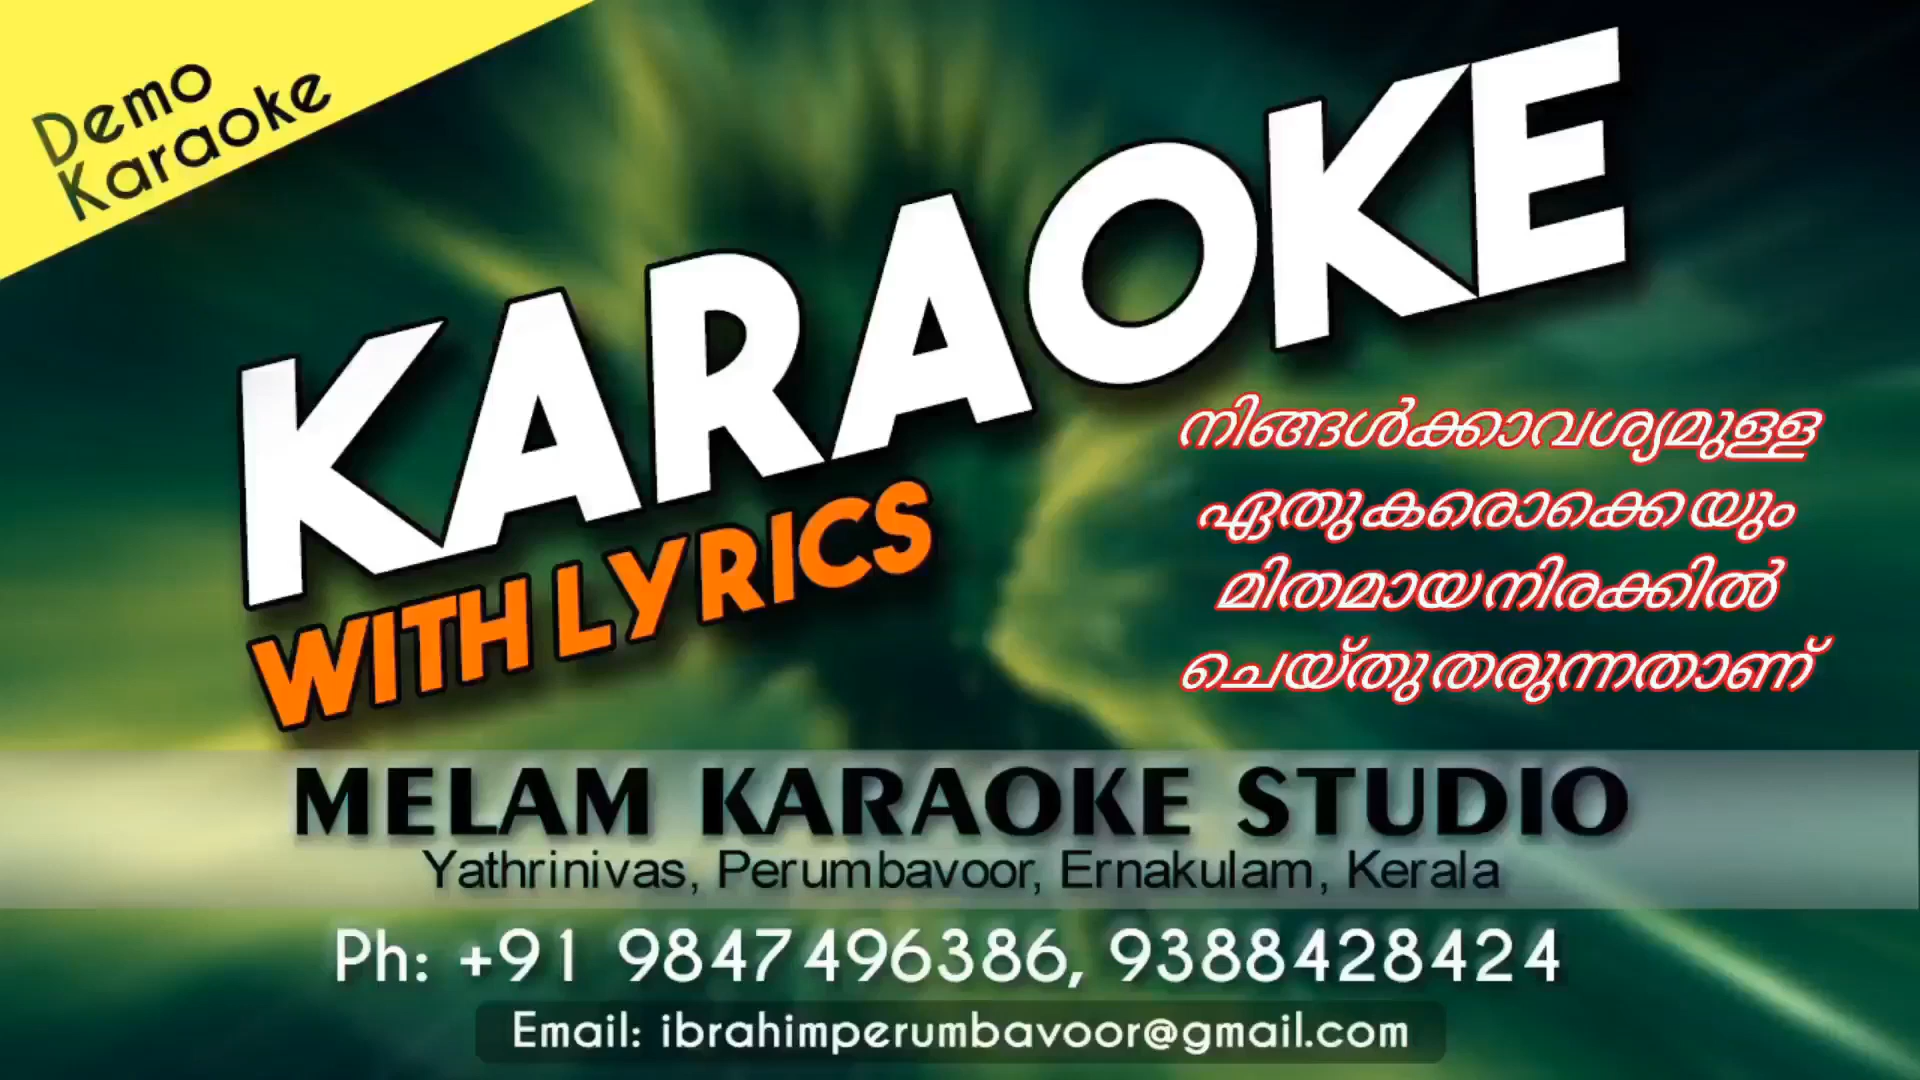 Demo
Karaoke
KARAOKE
WITH LYRICS
നിങ്ങൾക്കാവശ്യമുള്ള
ഏതു കരൊക്കെയും
മിതമായ നിരക്കിൽ
ചെയ്തു തരുന്നതാണ്
MELAM KARAOKE STUDIO
Yathrinivas, Perumbavoor, Ernakulam, Kerala
Ph: +91 9847496386, 9388428424
Email: ibrahimperumbavoor@gmail.com